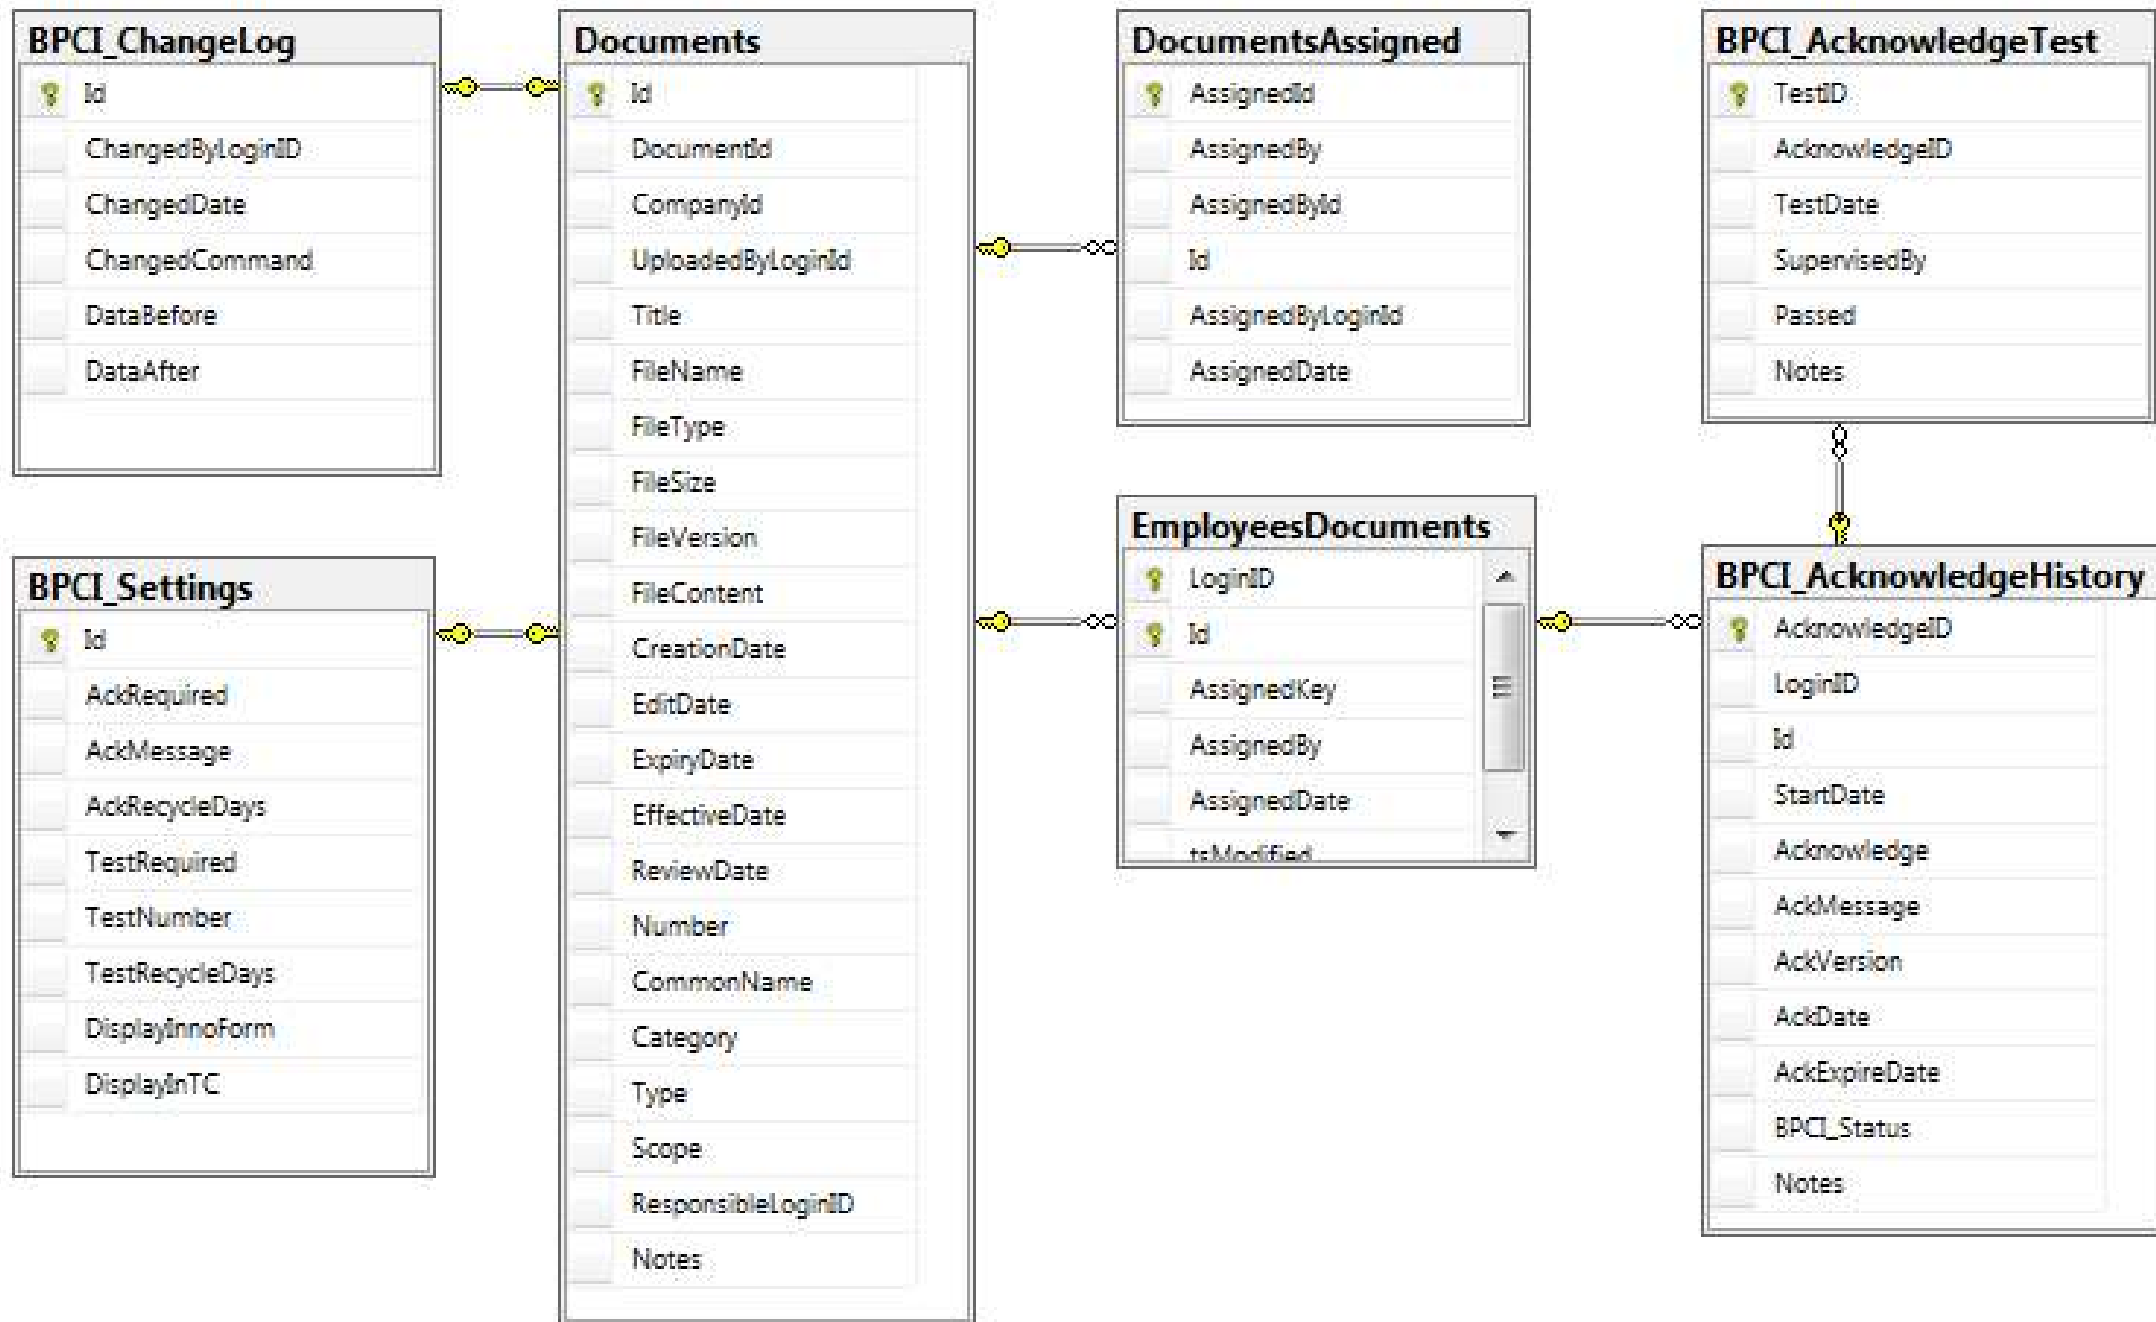 BPCI_ChangeLog
Id
ChangedByLoginID
ChangedDate
ChangedCommand
DataBefore
DataAfter
BPCI_Settings
Id
AckRequired
AckMessage
AckRecycleDays
TestRequired
TestNumber
TestRecycleDays
DisplayInnoForm
DisplayInTC
Documents
Id
DocumentId
CompanyId
UploadedByLoginId
Title
FileName
FileType
FileSize
FileVersion
FileContent
CreationDate
EditDate
ExpiryDate
EffectiveDate
ReviewDate
Number
CommonName
Category
Type
Scope
ResponsibleLoginID
Notes
DocumentsAssigned
AssignedId
AssignedBy
AssignedById
Id
AssignedByLoginId
AssignedDate
EmployeesDocuments
LoginID
Id
AssignedKey
AssignedBy
AssignedDate
tsModified
BPCI_AcknowledgeTest
TestID
AcknowledgeID
TestDate
SupervisedBy
Passed
Notes
BPCI_AcknowledgeHistory
AcknowledgeID
LoginID
Id
StartDate
Acknowledge
AckMessage
AckVersion
AckDate
AckExpireDate
BPCI_Status
Notes